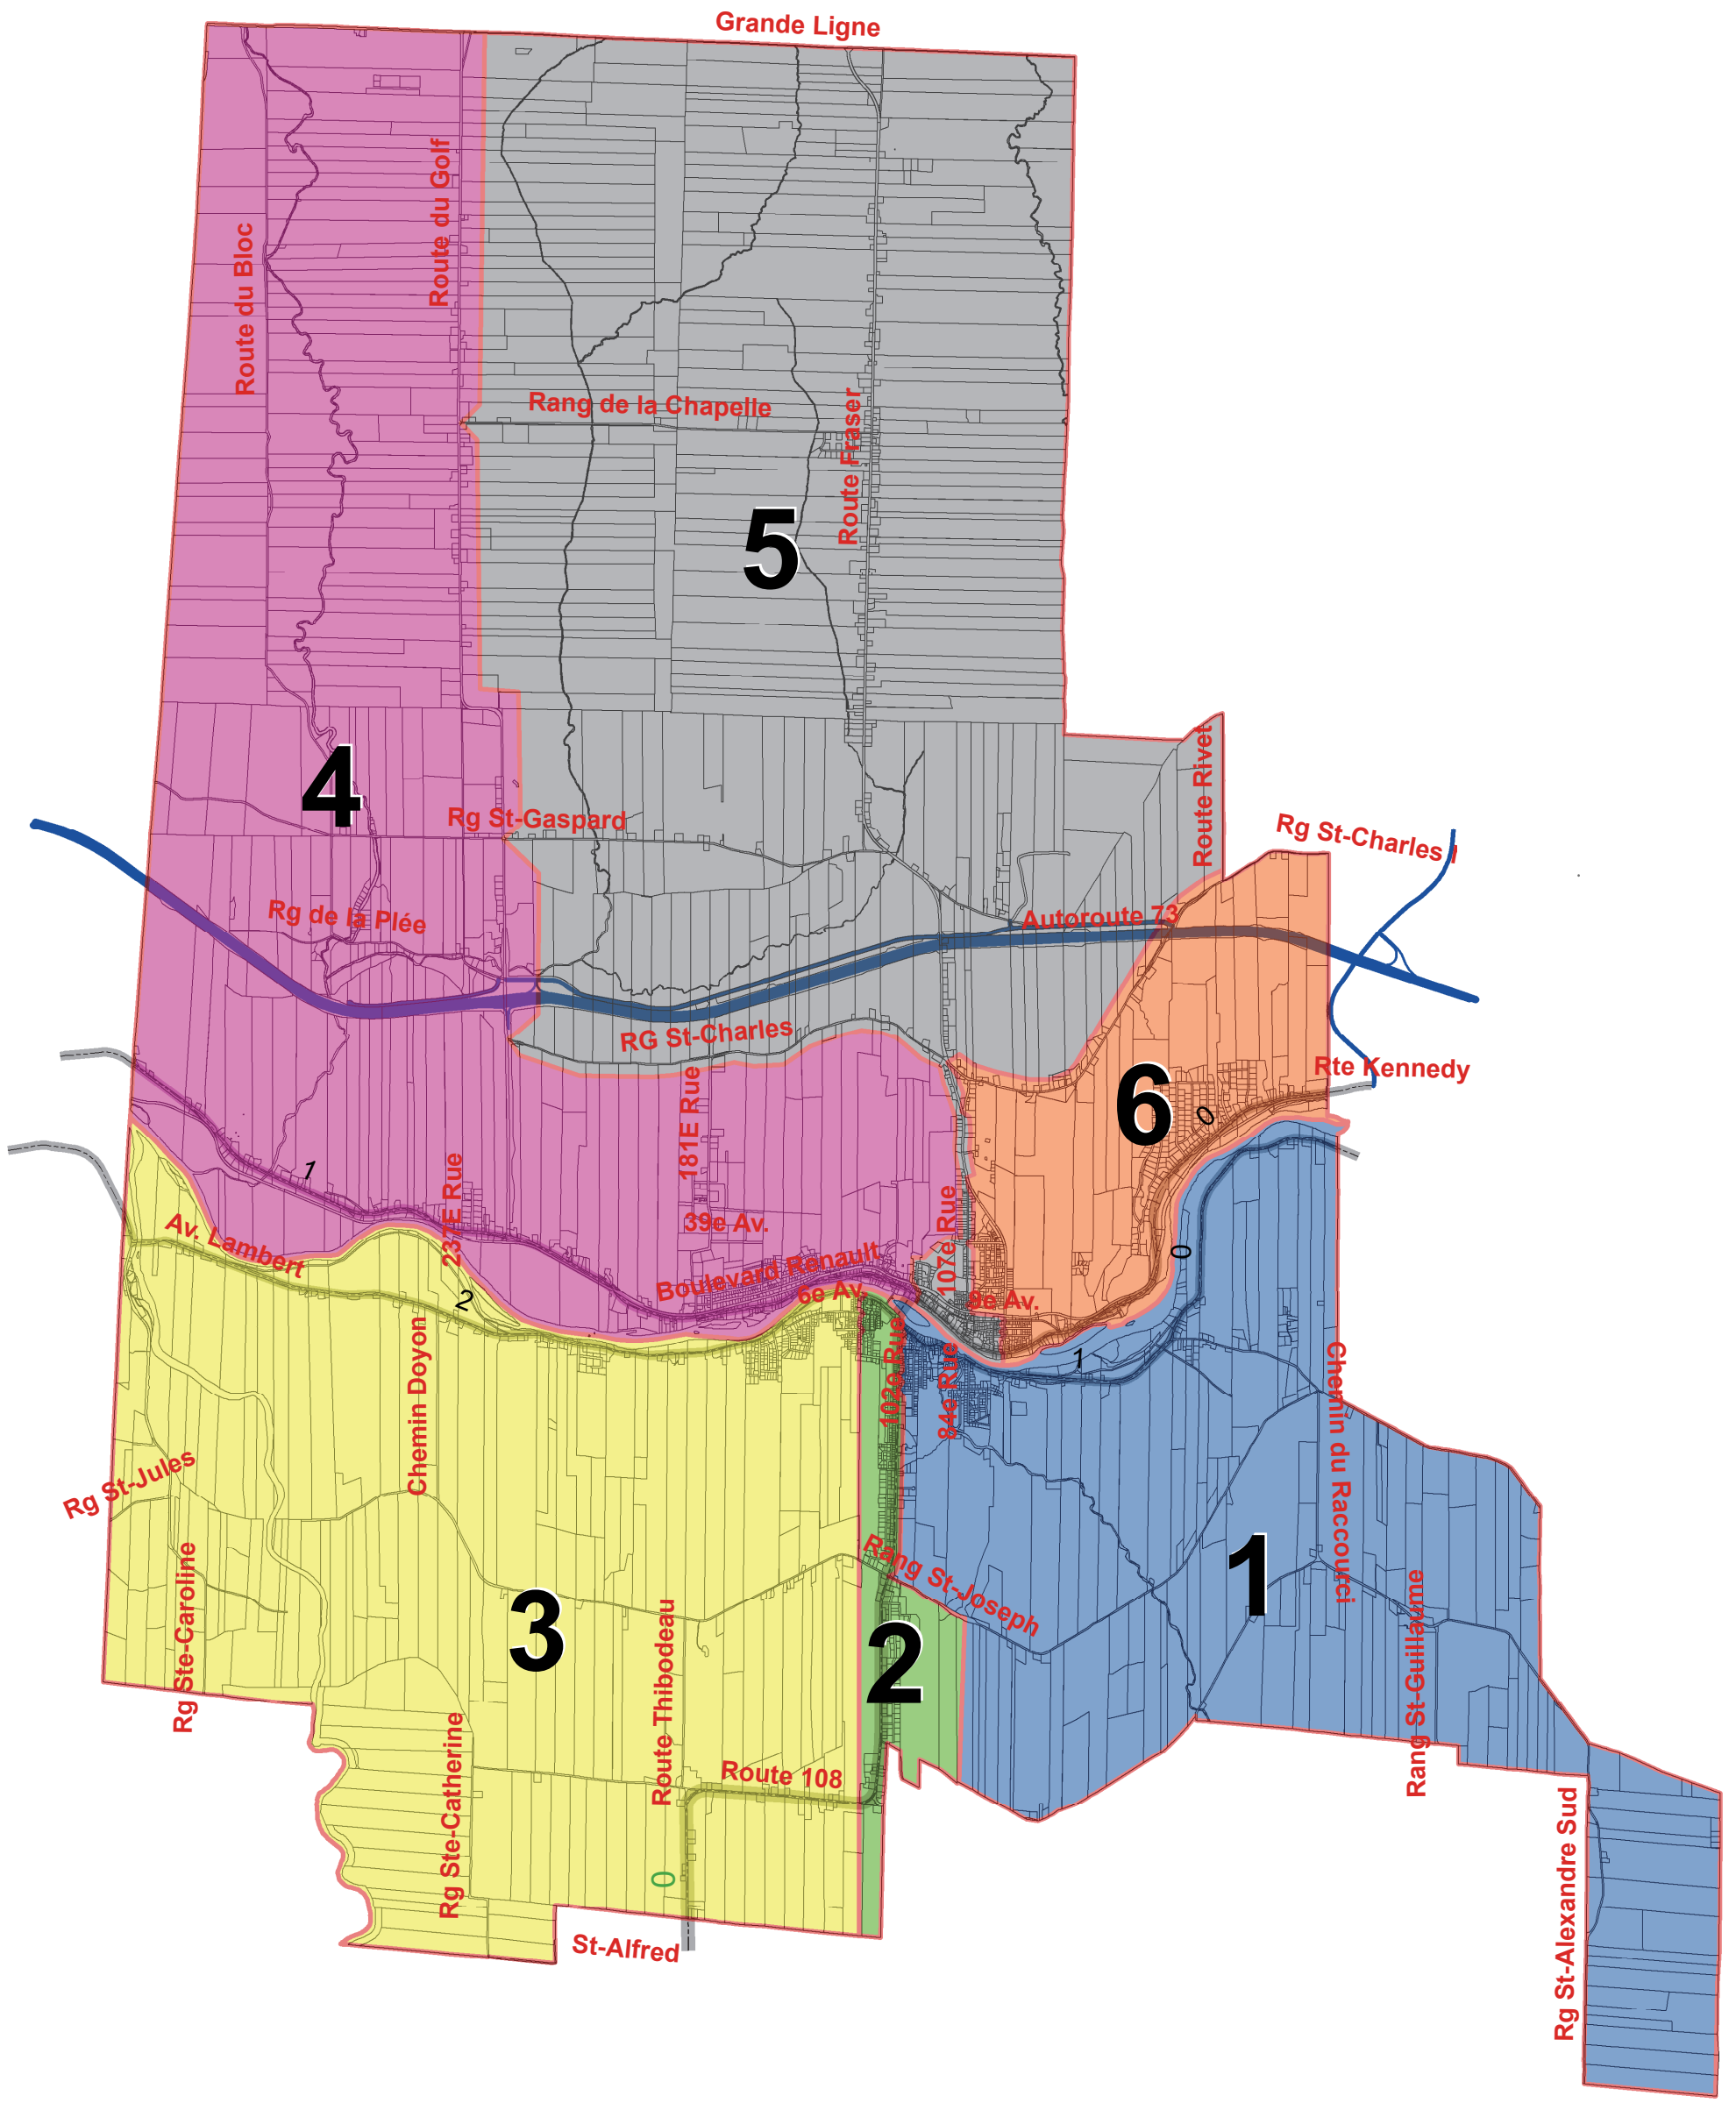 Grande Ligne
Route du Golf
Route du Bloc
Rang de la Chapelle
Route Fraser
5
4
Route Rivet
Rg St-Gaspard
Rg St-Charles I
Rg de la Plée
Autoroute 73
RG St-Charles
Rte Kennedy
6
0
181E Rue
1
237E Rue
39e Av.
107e Rue
Av. Lambert
0
Boulevard Renault
6e Av.
8e Av.
2
102e Rue
84e Rue
1
Chemin Doyon
Chemin du Raccourci
Rg St-Jules
Rang St-Joseph
1
Rg Ste-Caroline
3
2
Route Thibodeau
Rang St-Guillaume
Rg Ste-Catherine
Route 108
0
Rg St-Alexandre Sud
St-Alfred